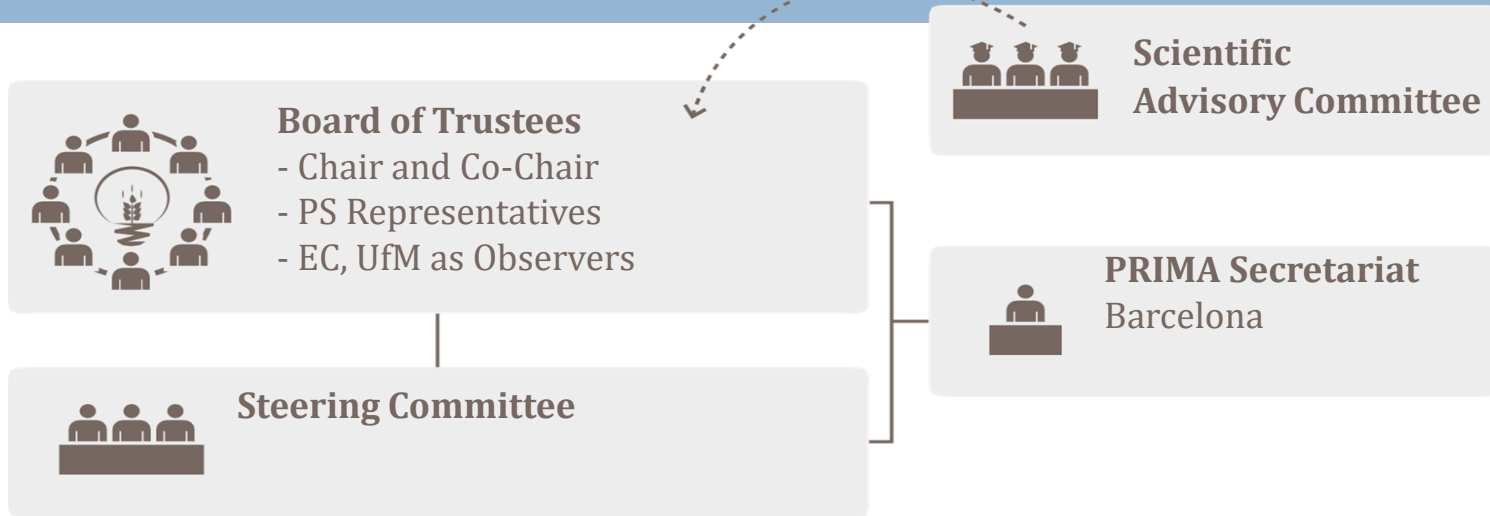 Scientific
Advisory Committee
Board of Trustees
- Chair and Co-Chair
- PS Representatives
- EC, UfM as Observers
PRIMA Secretariat
Barcelona
Steering Committee